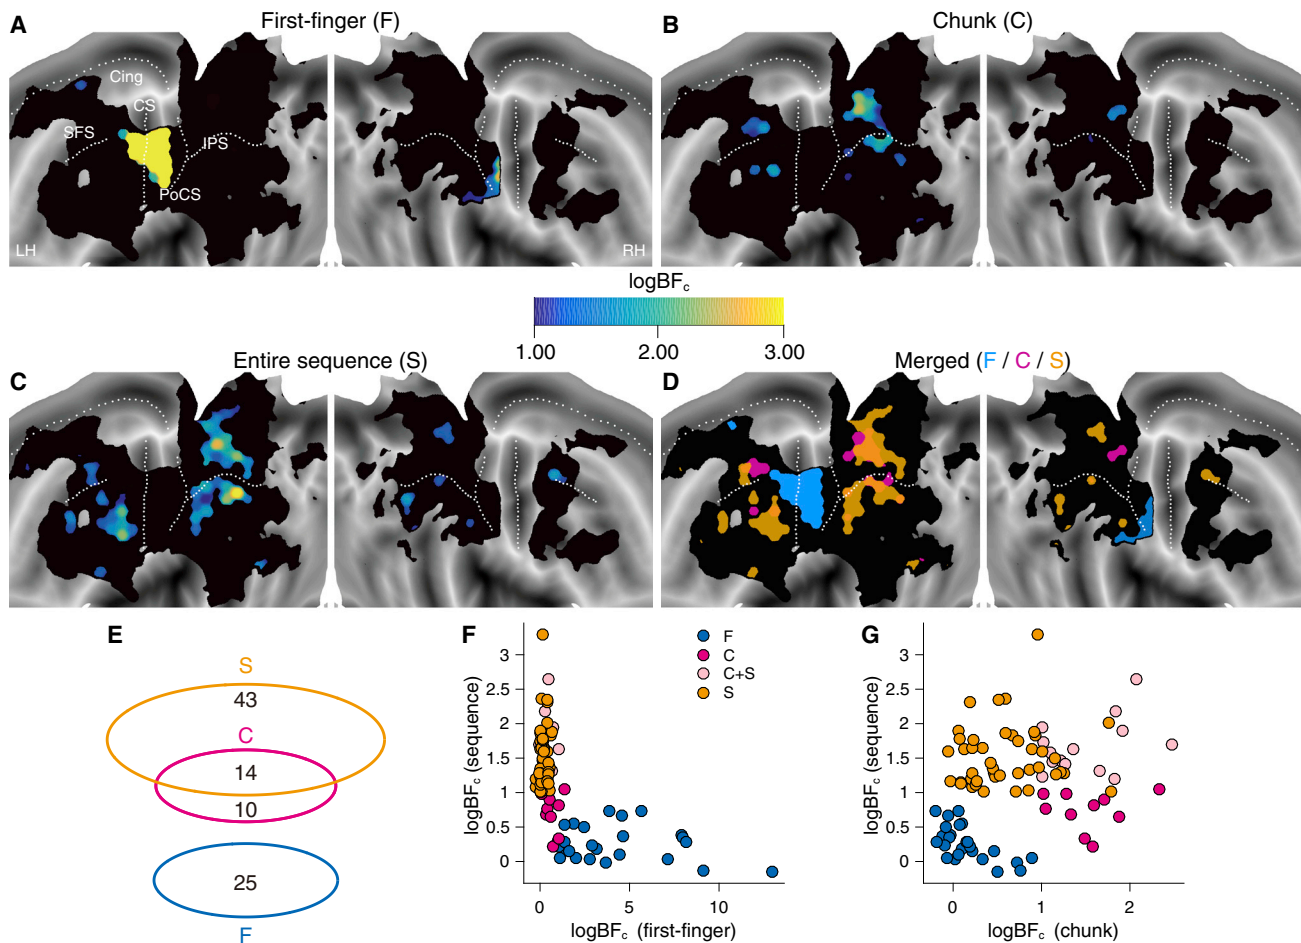 A
First-finger (F)
B
Chunk (C)
Cing
CS
SFS
IPS
PoCS
LH
RH
logBFc
1.00
2.00
3.00
C
Entire sequence (S)
D
Merged (F / C / S)
E
S
43
C
14
10
25
F
F
logBFc (sequence)
3
2.5
2
1.5
1
0.5
0
0
5
10
logBFc (first-finger)
F
C
C+S
S
G
logBFc (sequence)
3
2.5
2
1.5
1
0.5
0
0
1
2
logBFc (chunk)